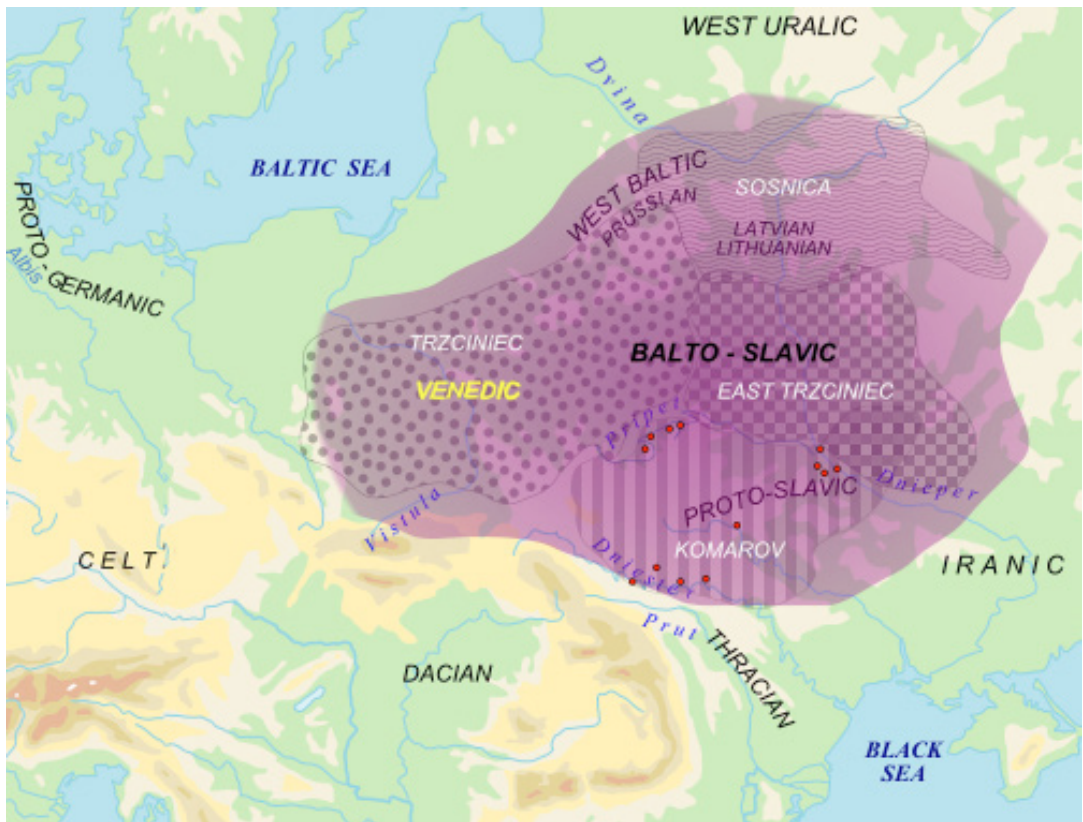 WEST URALIC
Dvina
BALTIC SEA
WEST BALTIC
PRUSSIAN
SOSNICA
PROTO - GERMANIC
Albis
LATVIAN
LITHUANIAN
TRZCINIEC
BALTO - SLAVIC
VENEDIC
EAST TRZCINIEC
Pripet
Dnieper
PROTO-SLAVIC
Vistula
KOMAROV
CELT.
Dniester
IRANIC
Prut
THRACIAN
DACIAN
BLACK
SEA